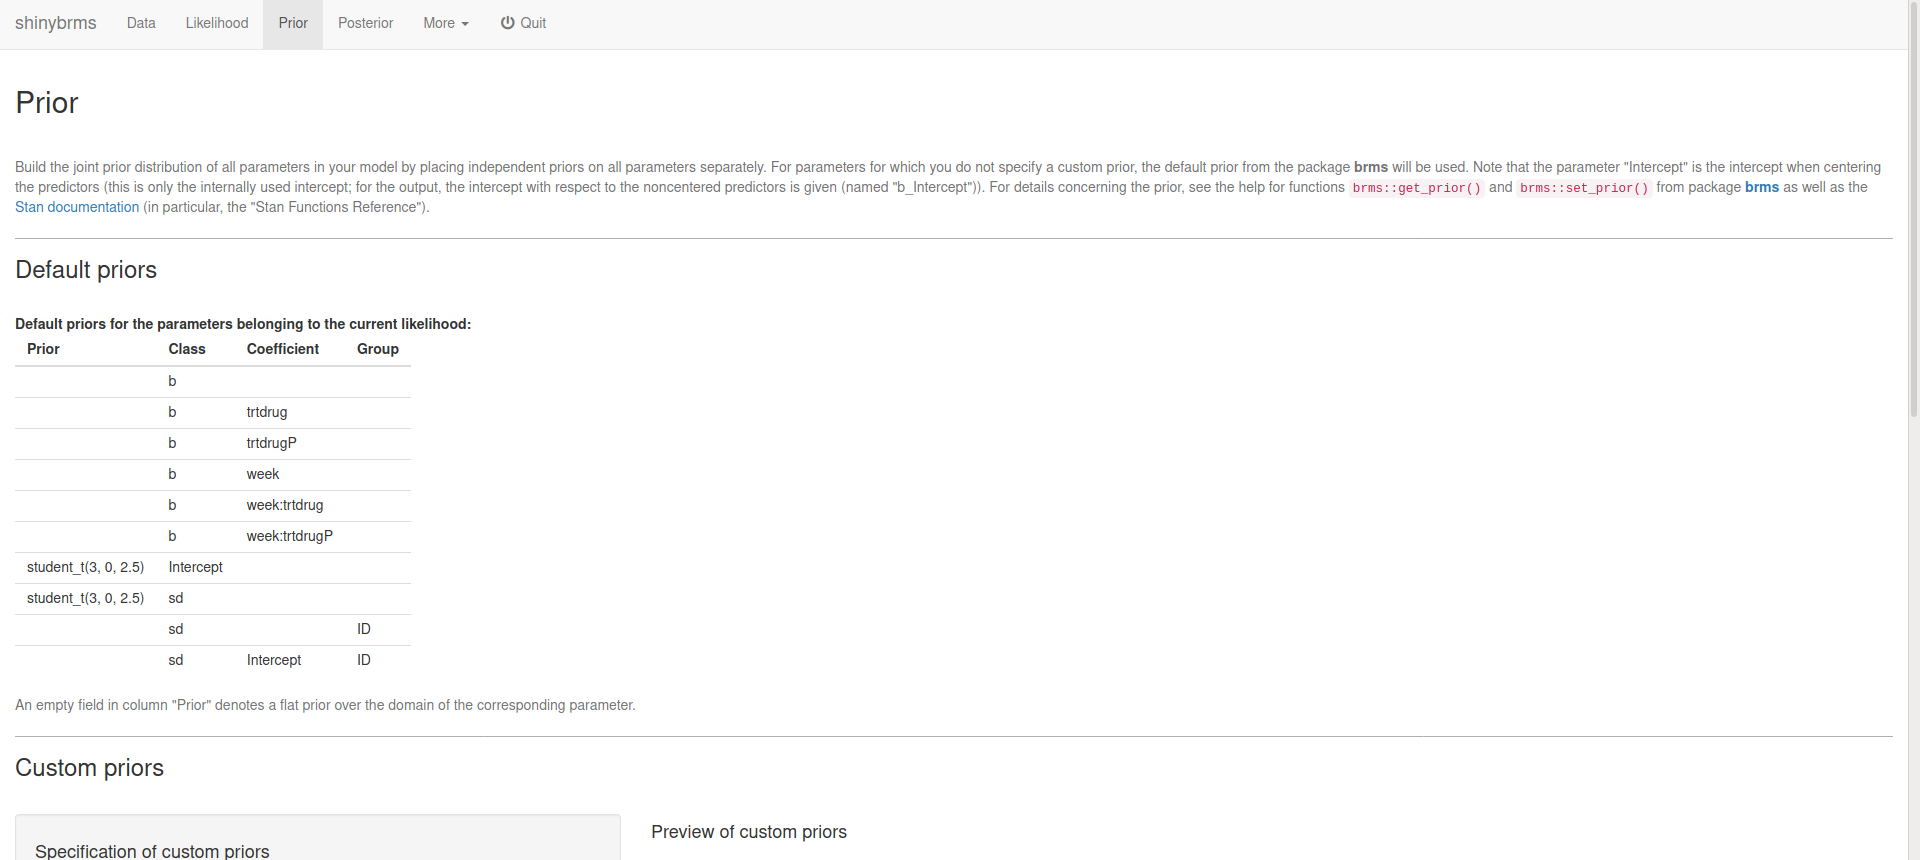 shinybrms Data Likelihood Prior Posterior More Quit
Prior
Build the joint prior distribution of all parameters in your model by placing independent priors on all parameters separately. For parameters for which you do not specify a custom prior, the default prior from the package brms will be used. Note that the parameter "Intercept" is the intercept when centering
the predictors (this is only the internally used intercept; for the output, the intercept with respect to the noncentered predictors is given (named "b_Intercept")). For details concerning the prior, see the help for functions brms::get_prior() and brms::set_prior() from package brms as well as the
Stan documentation (in particular, the "Stan Functions Reference").
Default priors
Default priors for the parameters belonging to the current likelihood:
Prior Class Coefficient Group
b
b trtdrug
b trtdrugP
b week
b week:trtdrug
b week:trtdrugP
student_t(3, 0, 2.5) Intercept
student_t(3, 0, 2.5) sd
sd ID
sd Intercept ID
An empty field in column "Prior" denotes a flat prior over the domain of the corresponding parameter.
Custom priors
Specification of custom priors
Preview of custom priors